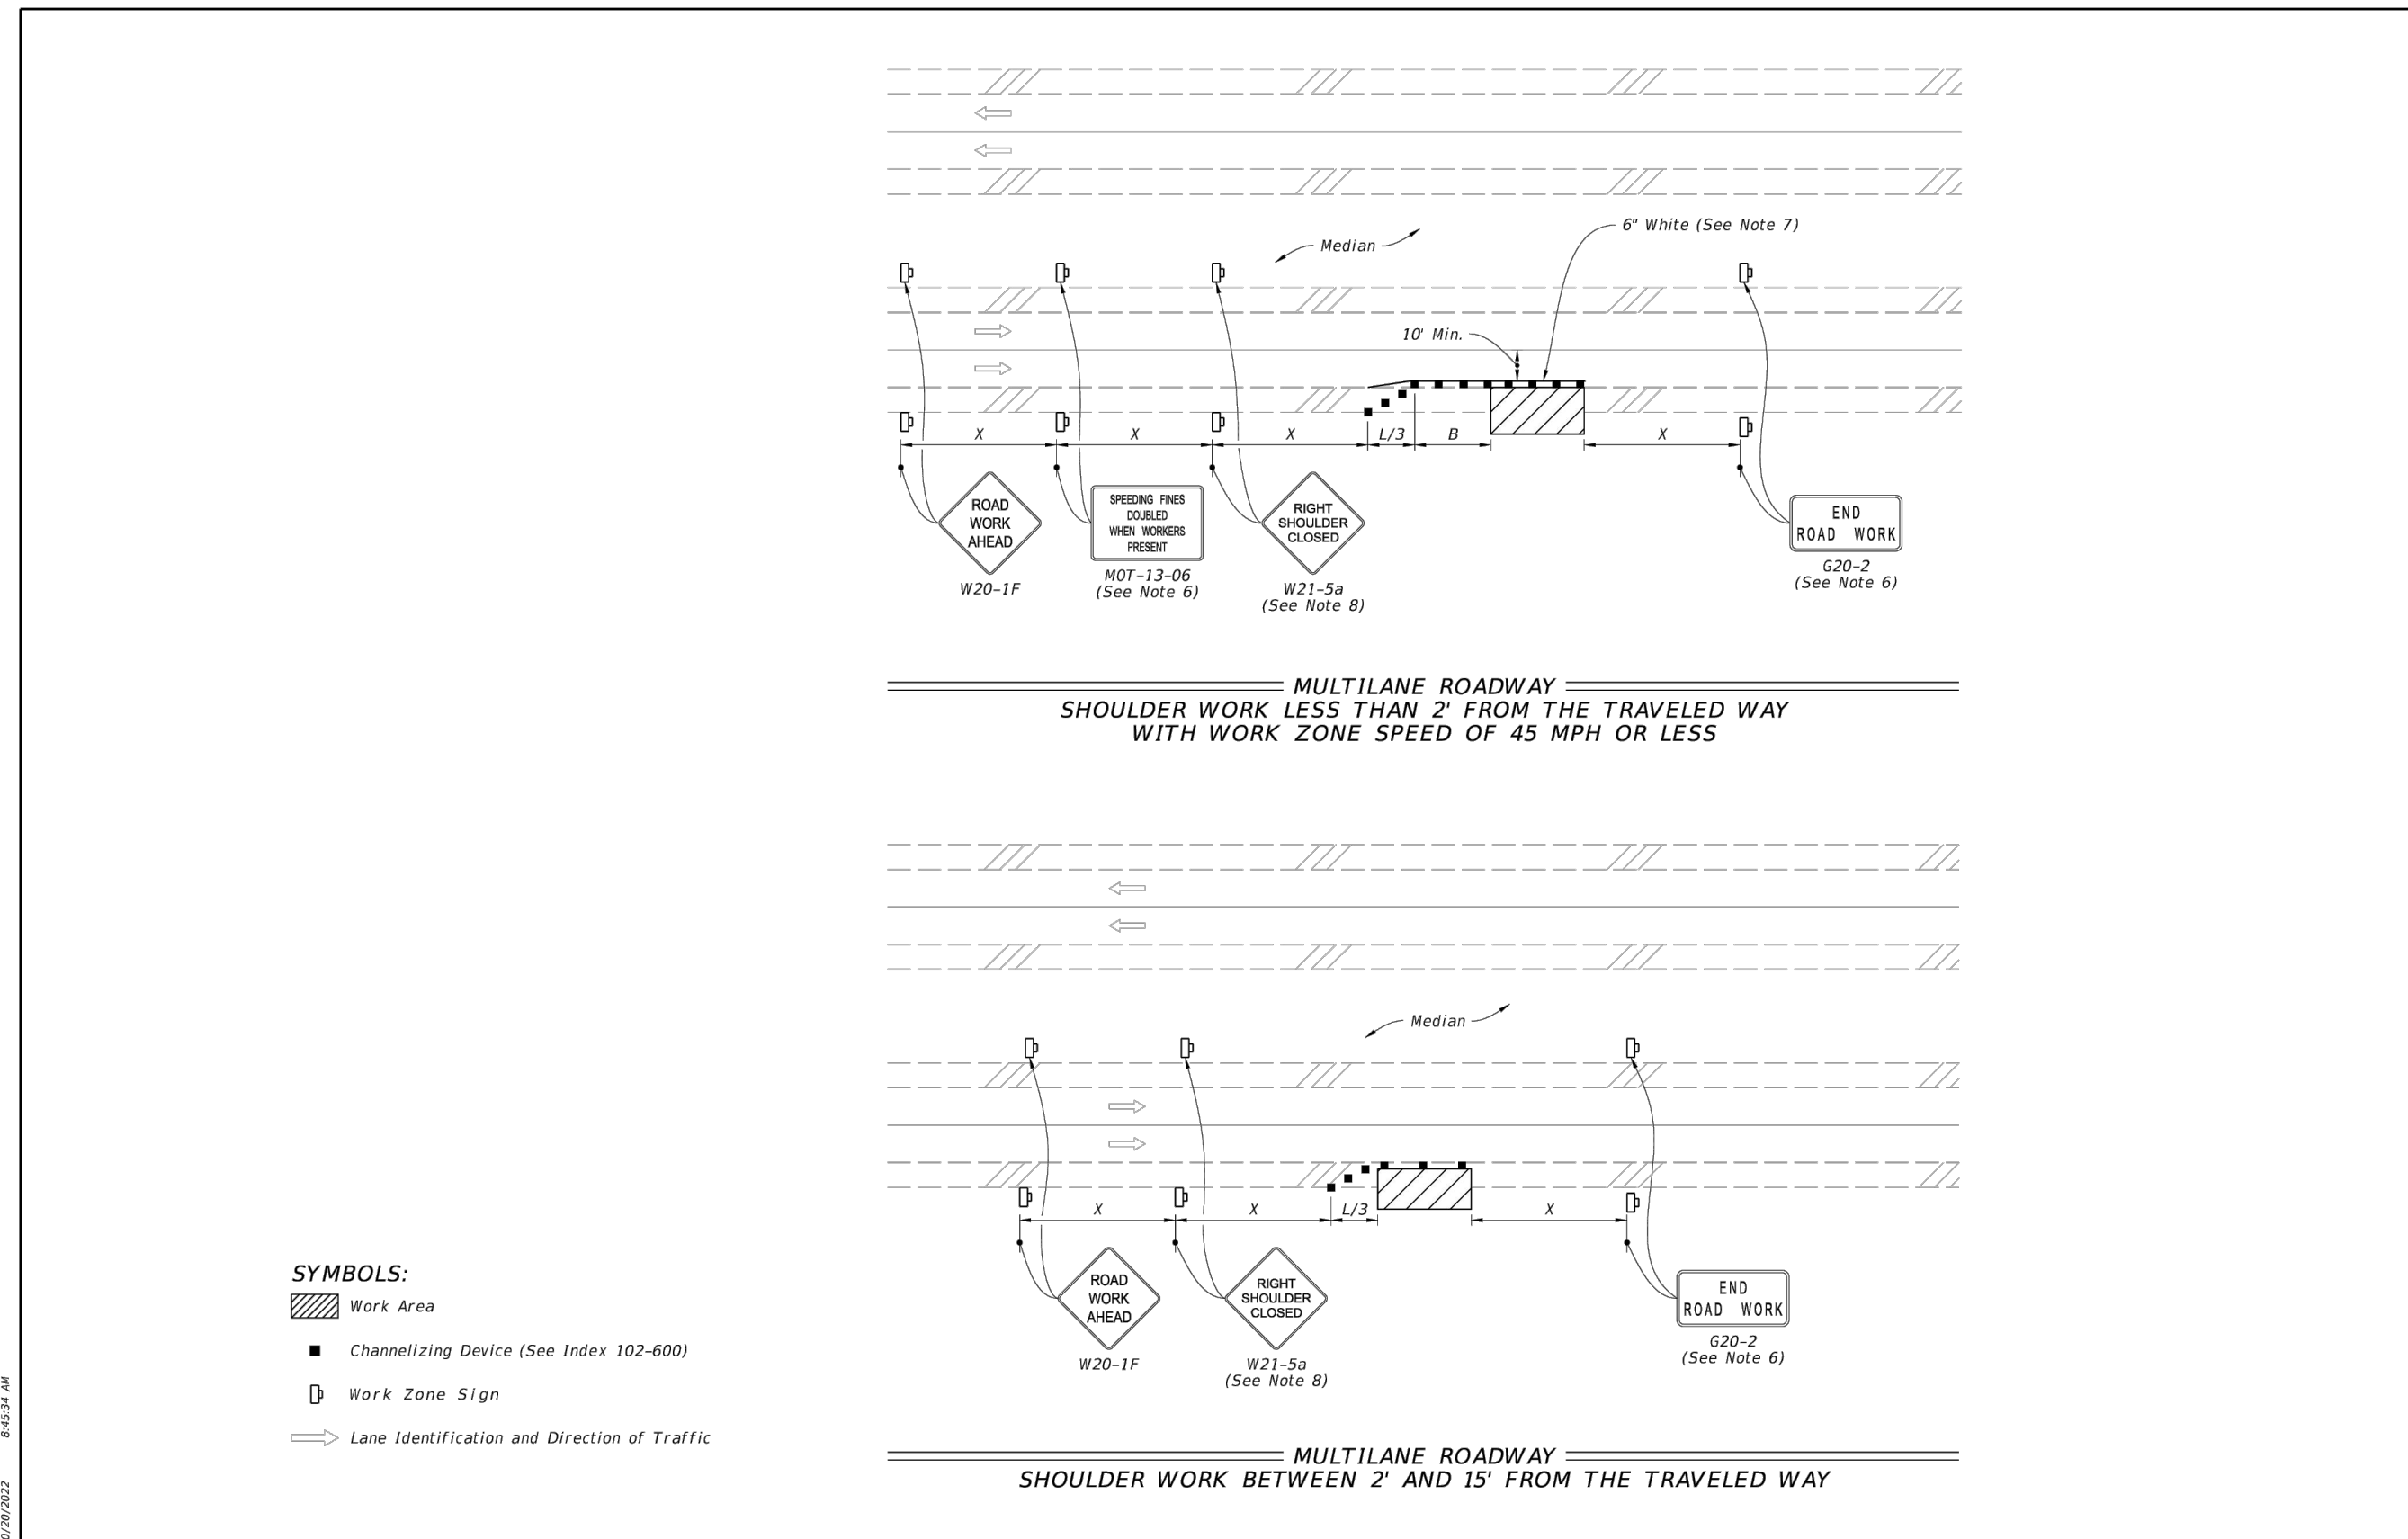 6" White (See Note 7)
Median
10' Min.
X
X
X
L/3
B
X
ROAD
WORK
AHEAD
W20-1F
SPEEDING FINES
DOUBLED
WHEN WORKERS
PRESENT
MOT-13-06
(See Note 6)
RIGHT
SHOULDER
CLOSED
W21-5a
(See Note 8)
END
ROAD WORK
G20-2
(See Note 6)
MULTILANE ROADWAY
SHOULDER WORK LESS THAN 2' FROM THE TRAVELED WAY
WITH WORK ZONE SPEED OF 45 MPH OR LESS
Median
X
X
L/3
X
ROAD
WORK
AHEAD
W20-1F
RIGHT
SHOULDER
CLOSED
W21-5a
(See Note 8)
END
ROAD WORK
G20-2
(See Note 6)
MULTILANE ROADWAY
SHOULDER WORK BETWEEN 2' AND 15' FROM THE TRAVELED WAY
SYMBOLS:
Work Area
Channelizing Device (See Index 102-600)
Work Zone Sign
Lane Identification and Direction of Traffic
0/20/2022 8:45:34 AM